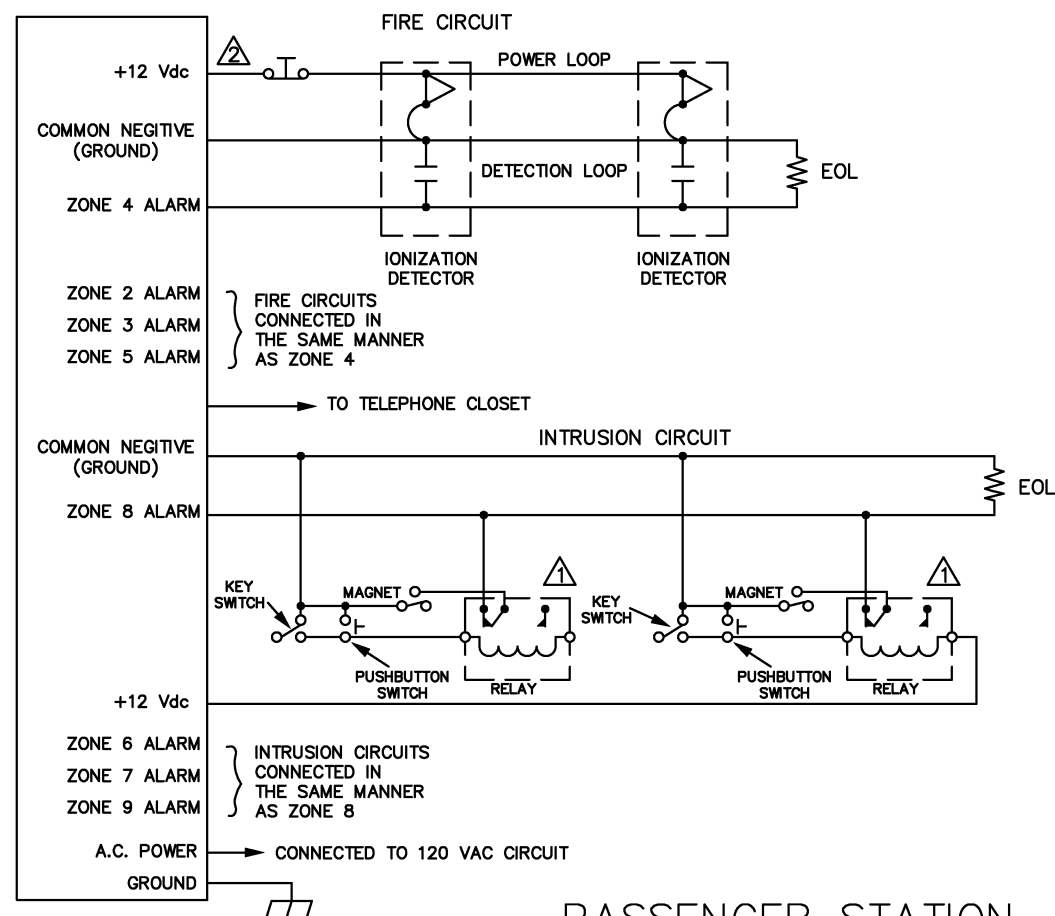 FIRE CIRCUIT
2
+12 Vdc
POWER LOOP
COMMON NEGITIVE
(GROUND)
DETECTION LOOP
EOL
ZONE 4 ALARM
IONIZATION
DETECTOR
IONIZATION
DETECTOR
ZONE 2 ALARM
ZONE 3 ALARM
ZONE 5 ALARM
FIRE CIRCUITS
CONNECTED IN
THE SAME MANNER
AS ZONE 4
TO TELEPHONE CLOSET
INTRUSION CIRCUIT
COMMON NEGITIVE
(GROUND)
EOL
ZONE 8 ALARM
KEY
SWITCH
MAGNET
1
PUSHBUTTON
SWITCH
RELAY
KEY
SWITCH
MAGNET
1
PUSHBUTTON
SWITCH
RELAY
+12 Vdc
ZONE 6 ALARM
ZONE 7 ALARM
ZONE 9 ALARM
INTRUSION CIRCUITS
CONNECTED IN
THE SAME MANNER
AS ZONE 8
A.C. POWER
CONNECTED TO 120 VAC CIRCUIT
GROUND
PASSENGER STATION